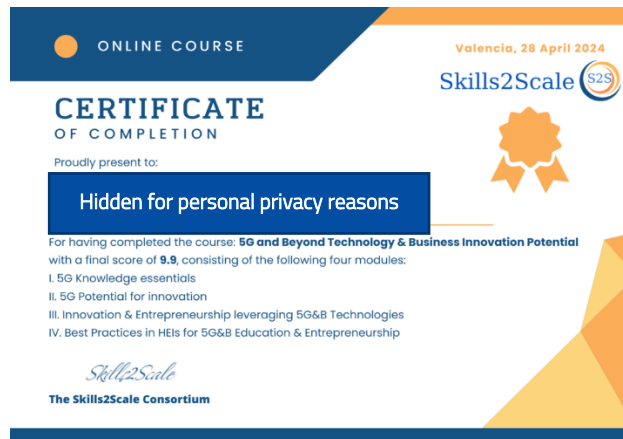 ONLINE COURSE
Valencia, 28 April 2024
Skills2Scale S2S
CERTIFICATE
OF COMPLETION
Proudly present to:
Hidden for personal privacy reasons
For having completed the course: 5G and Beyond Technology & Business Innovation Potential
with a final score of 9.9, consisting of the following four modules:
I. 5G Knowledge essentials
II. 5G Potential for innovation
III. Innovation & Entrepreneurship leveraging 5G&B Technologies
IV. Best Practices in HEIs for 5G&B Education & Entrepreneurship
Skills2Scale
The Skills2Scale Consortium